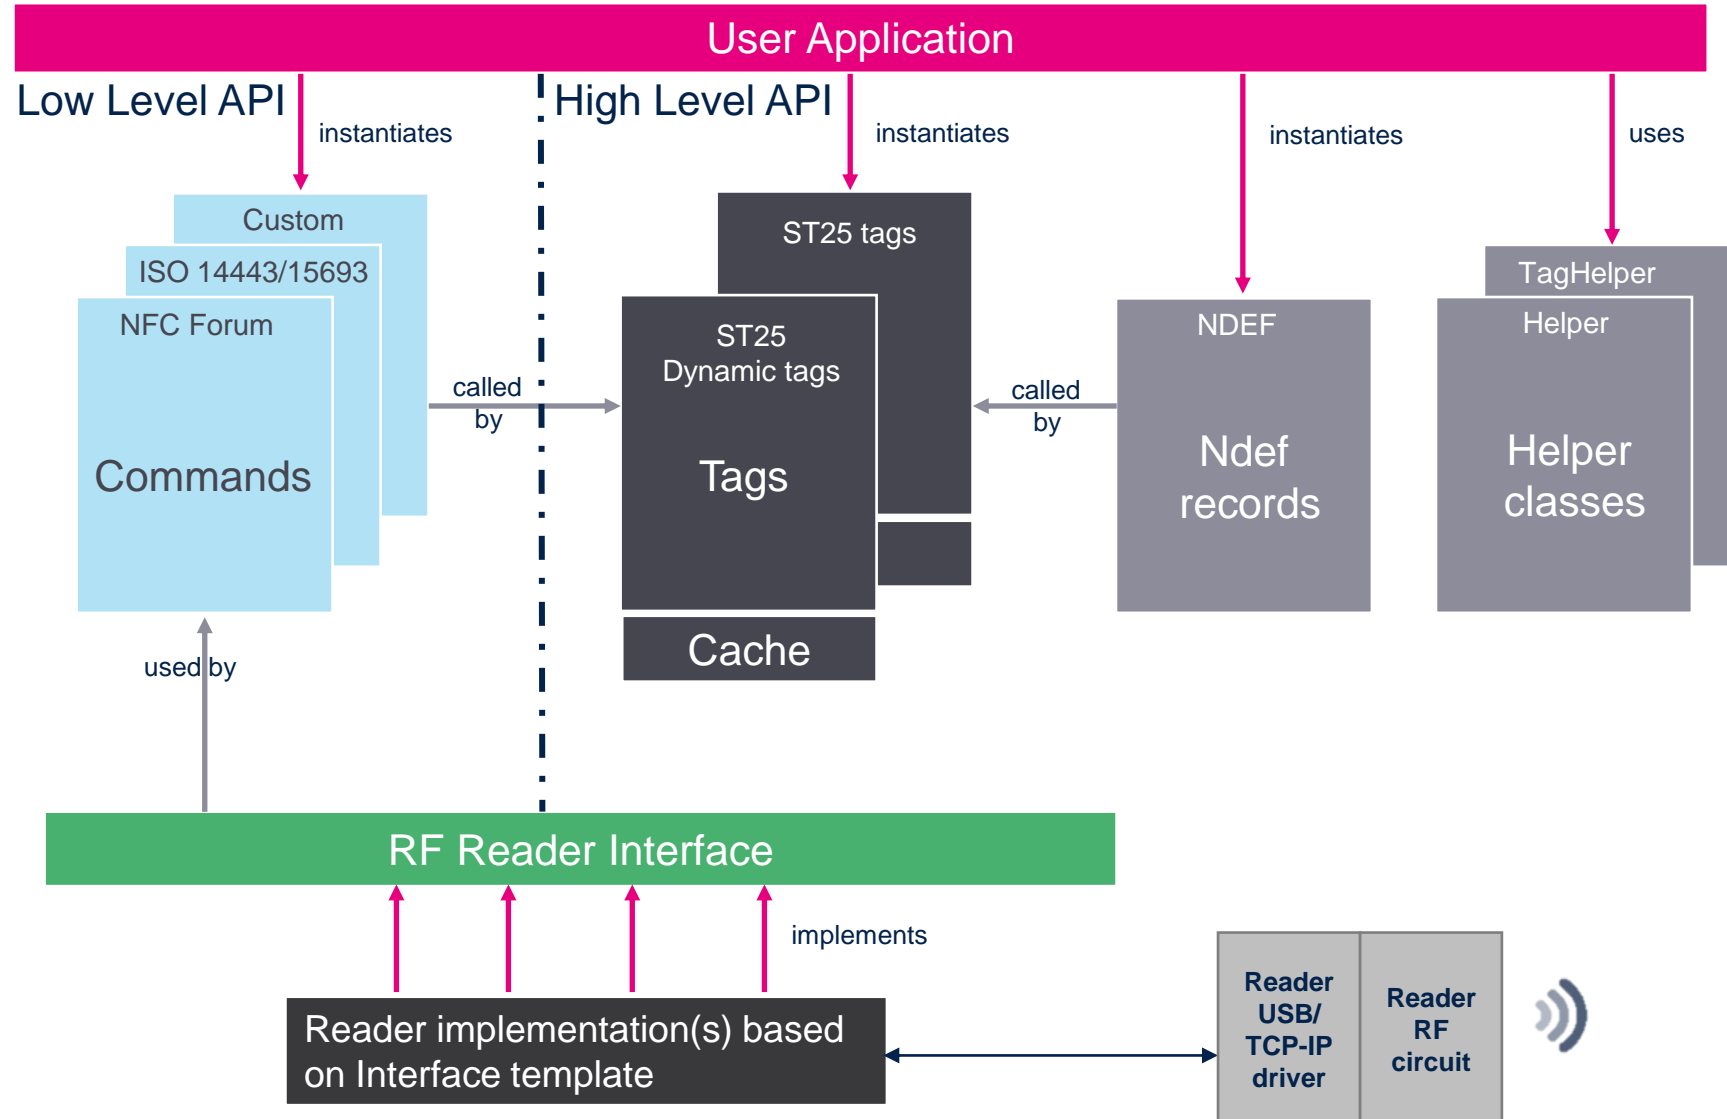 User Application
Low Level API
High Level API
instantiates
instantiates
instantiates
uses
Custom
ISO 14443/15693
NFC Forum
Commands
called
by
ST25 tags
ST25
Dynamic tags
Tags
Cache
called
by
NDEF
Ndef
records
TagHelper
Helper
Helper
classes
used by
RF Reader Interface
implements
Reader implementation(s) based
on Interface template
Reader
USB/
TCP-IP
driver
Reader
RF
circuit